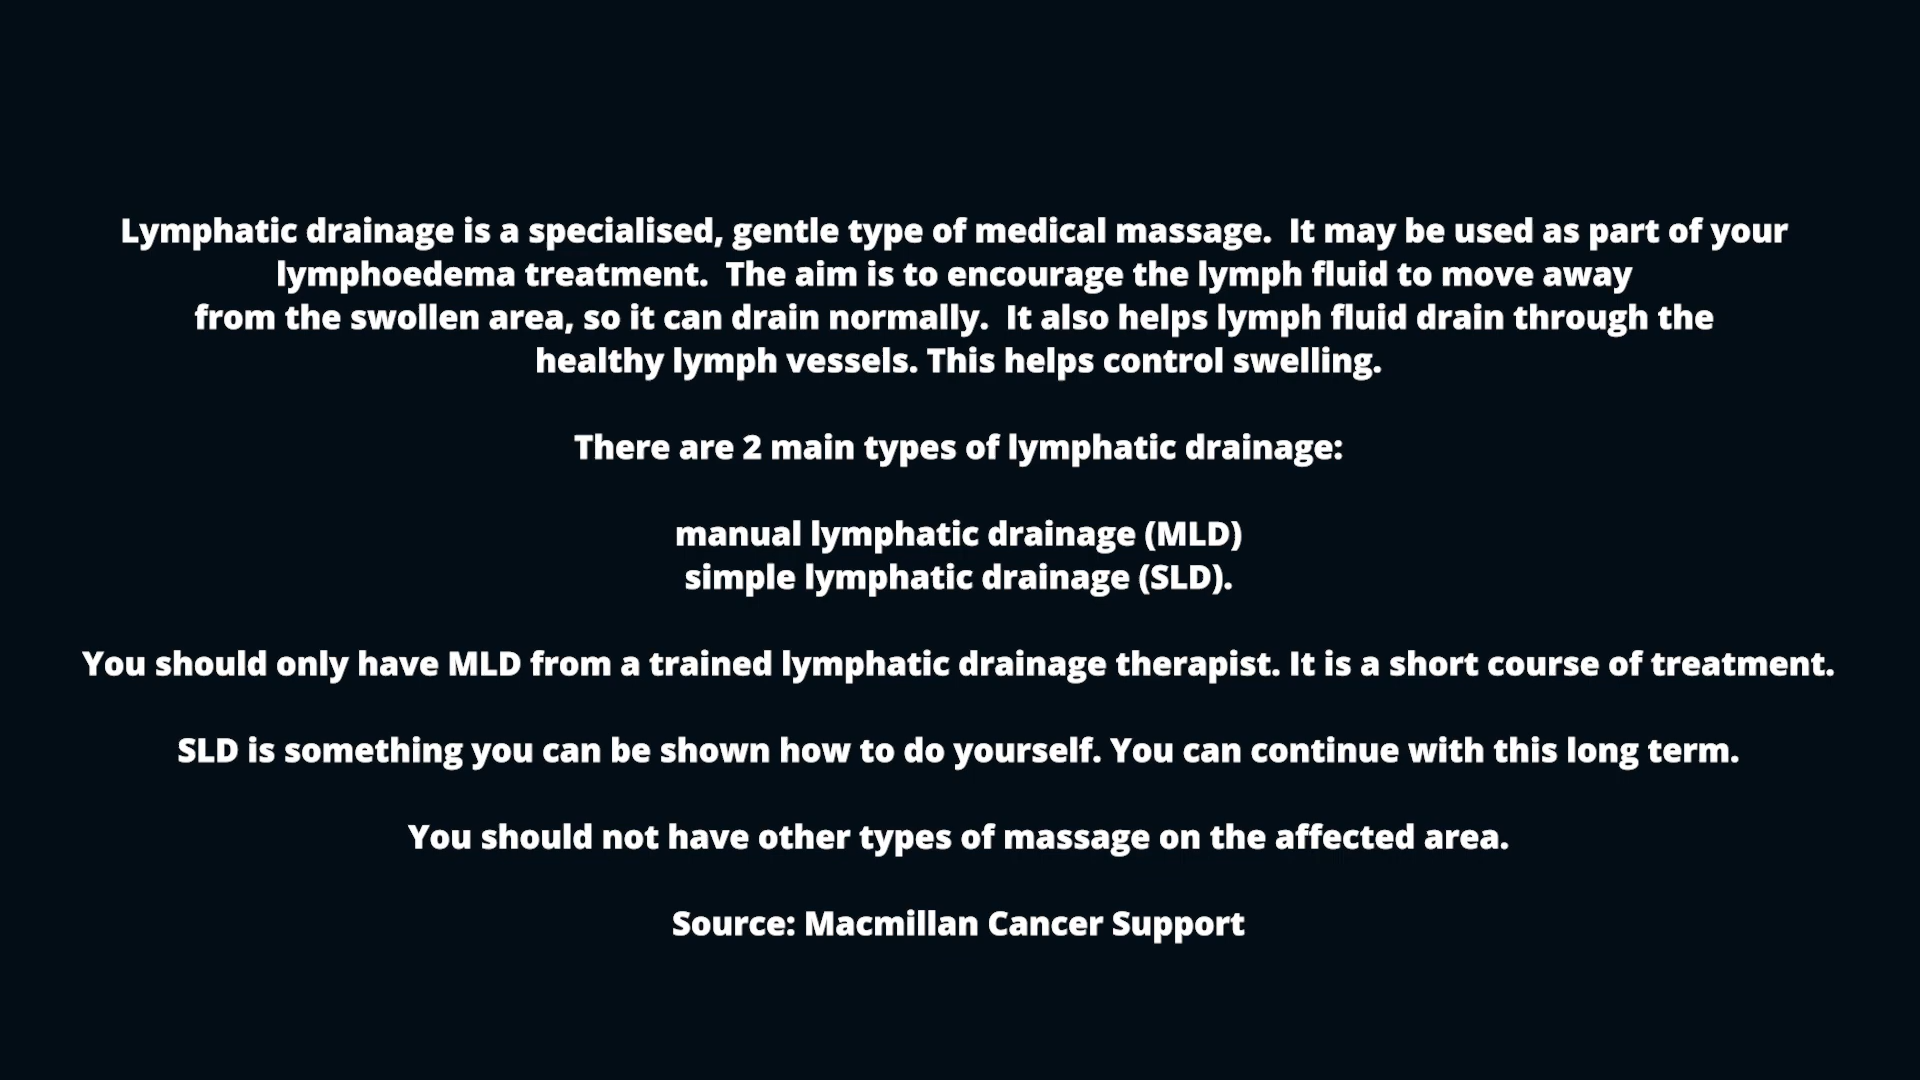 Lymphatic drainage is a specialised, gentle type of medical massage.  It may be used as part of your
lymphoedema treatment.  The aim is to encourage the lymph fluid to move away
from the swollen area, so it can drain normally.  It also helps lymph fluid drain through the
healthy lymph vessels. This helps control swelling.
There are 2 main types of lymphatic drainage:
manual lymphatic drainage (MLD)
simple lymphatic drainage (SLD).
You should only have MLD from a trained lymphatic drainage therapist. It is a short course of treatment.
SLD is something you can be shown how to do yourself. You can continue with this long term.
You should not have other types of massage on the affected area.
Source: Macmillan Cancer Support